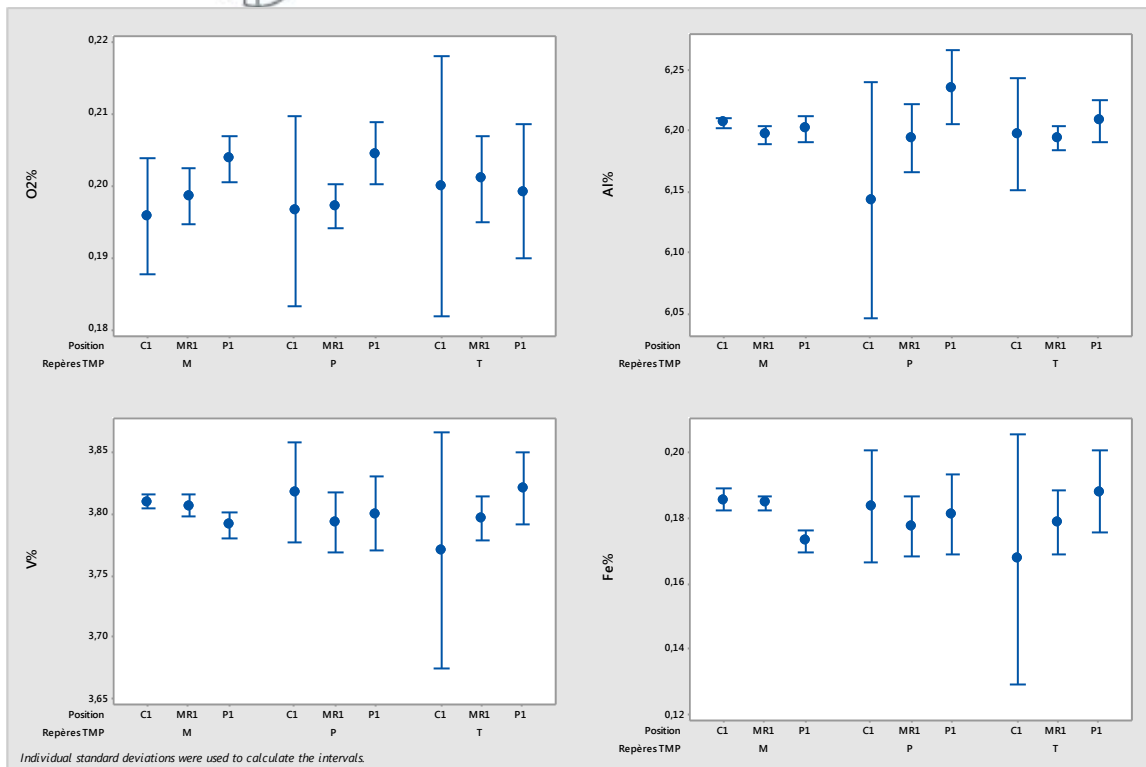 0,22
0,21
0,20
0,19
0,18
O2%
Position C1 MR1 P1 C1 MR1 P1 C1 MR1 P1
Repères TMP M P T
6,25
6,20
6,15
6,10
6,05
Al%
Position C1 MR1 P1 C1 MR1 P1 C1 MR1 P1
Repères TMP M P T
3,85
3,80
3,75
3,70
3,65
V%
Position C1 MR1 P1 C1 MR1 P1 C1 MR1 P1
Repères TMP M P T
0,20
0,18
0,16
0,14
0,12
Fe%
Position C1 MR1 P1 C1 MR1 P1 C1 MR1 P1
Repères TMP M P T
Individual standard deviations were used to calculate the intervals.